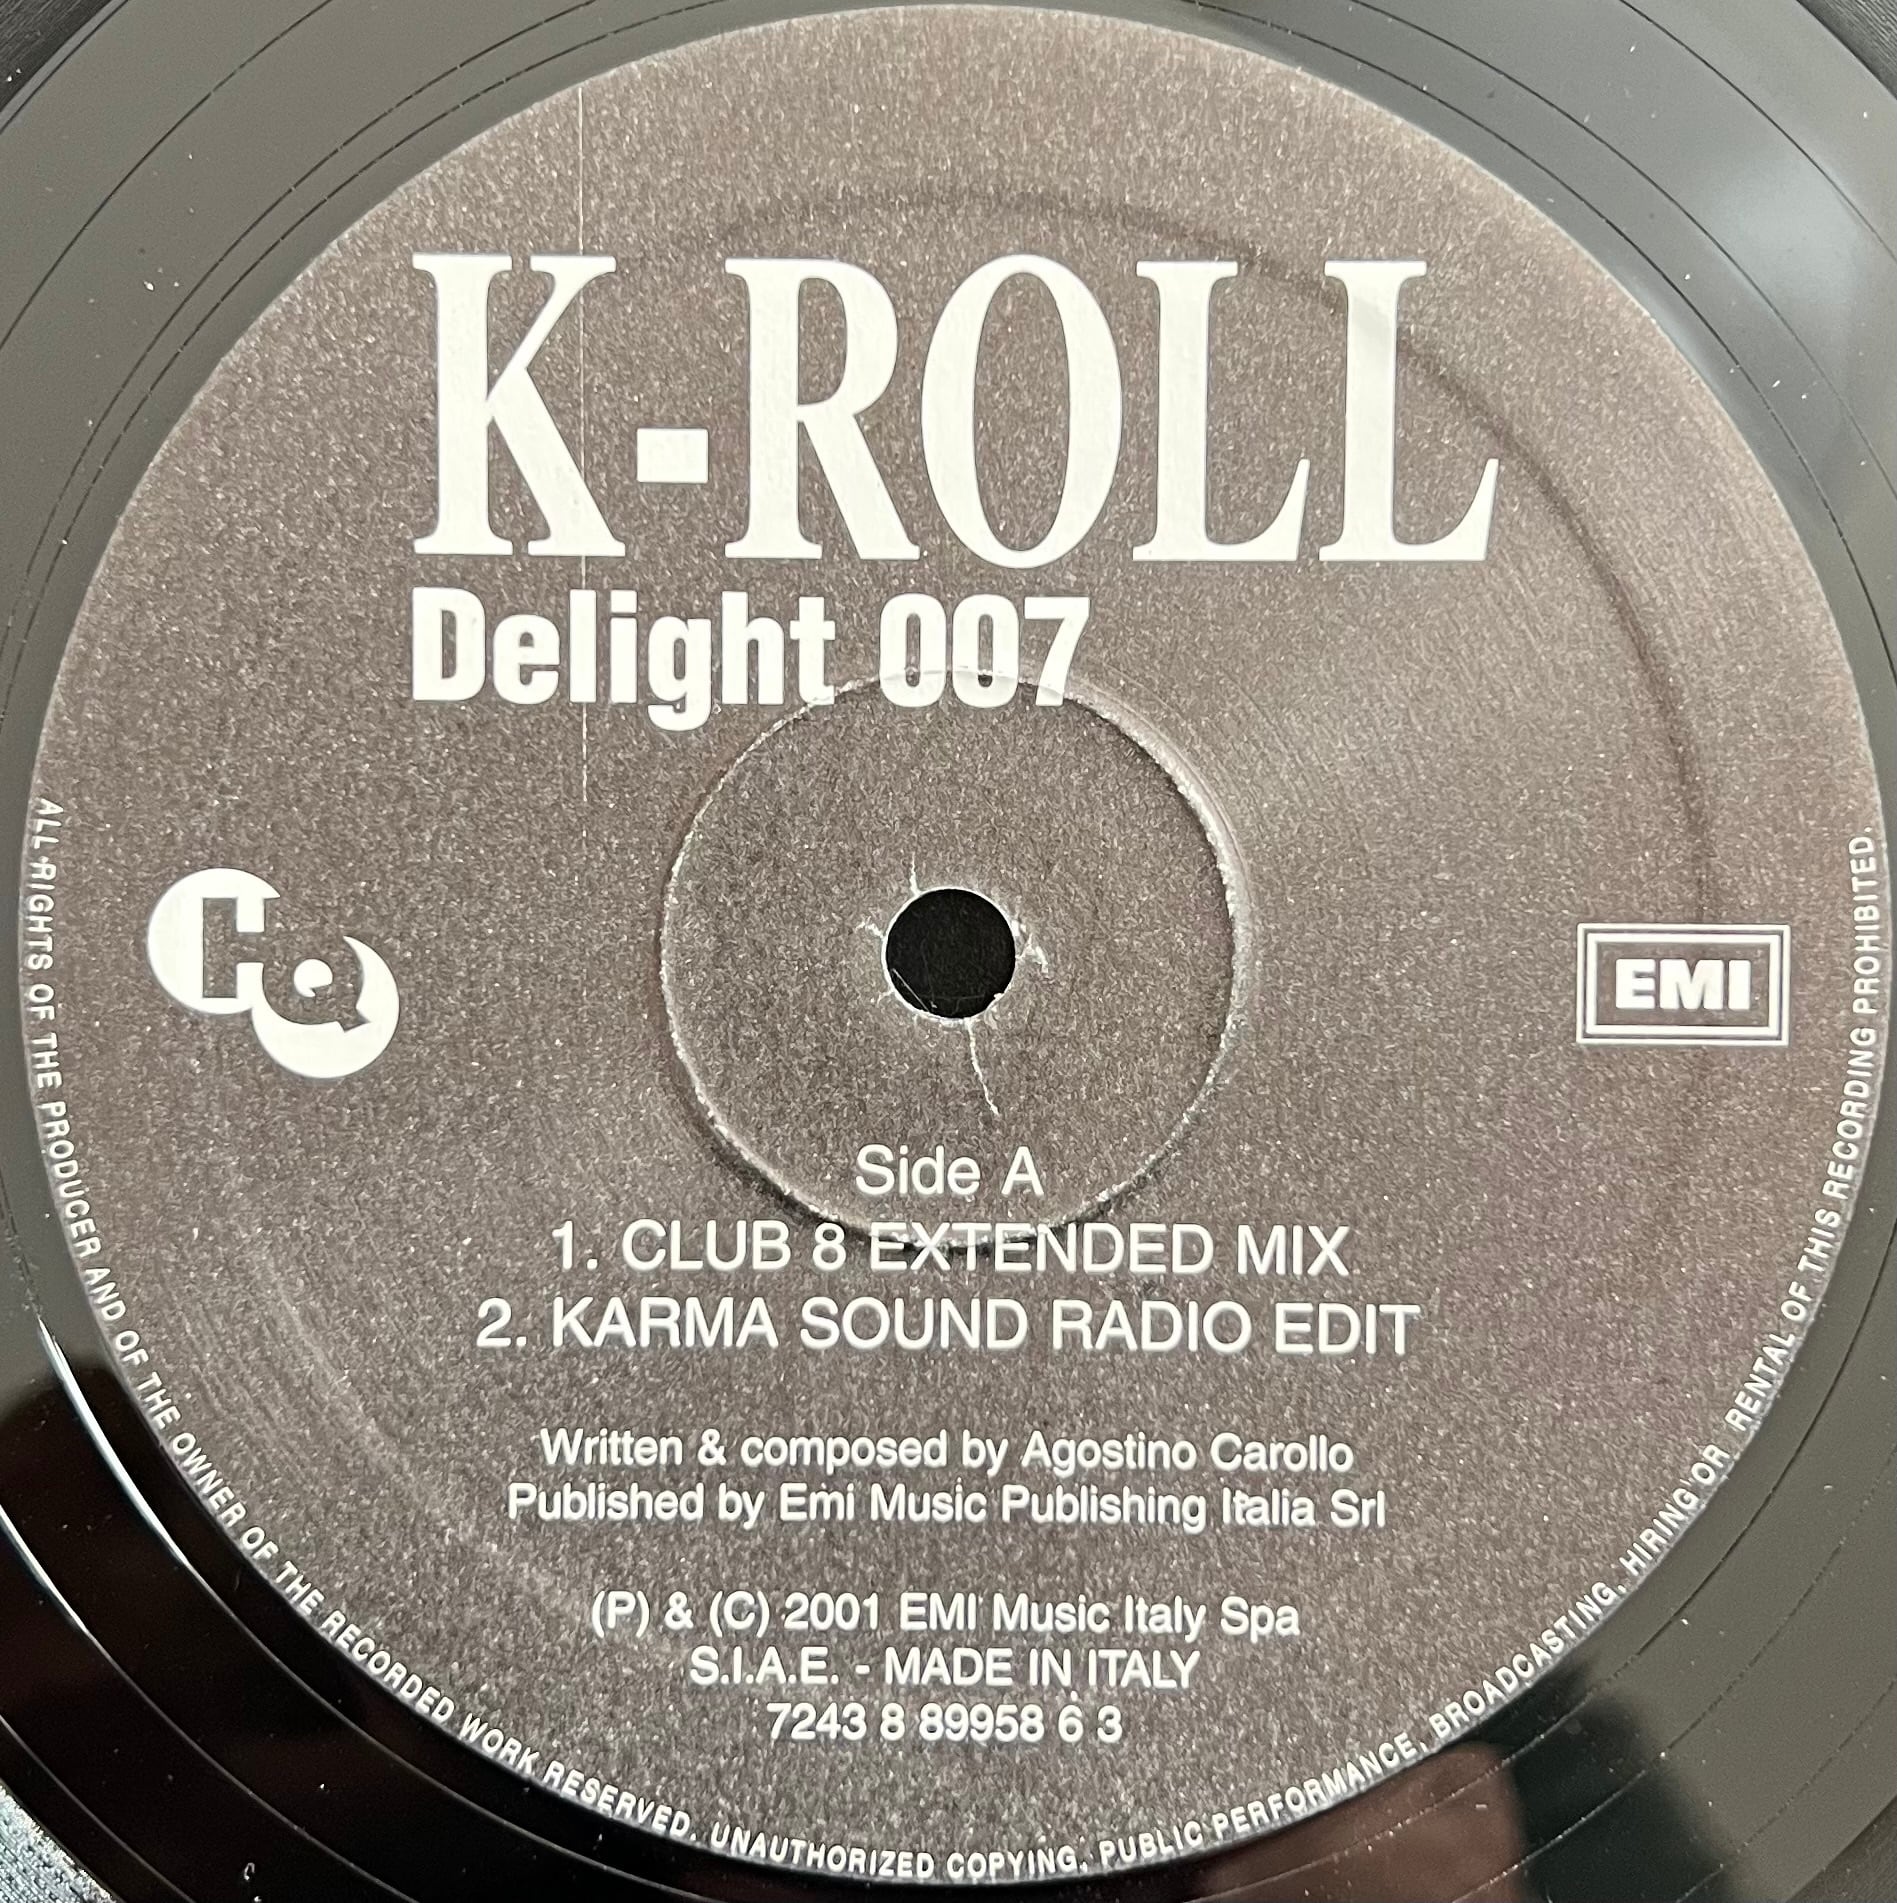 K-ROLL
Delight 007
HQ
EMI
Side A
1. CLUB 8 EXTENDED MIX
2. KARMA SOUND RADIO EDIT
Written & composed by Agostino Carollo
Published by Emi Music Publishing Italia Srl
(P) & (C) 2001 EMI Music Italy Spa
S.I.A.E. - MADE IN ITALY
7243 8 89958 6 3
ALL RIGHTS OF THE PRODUCER AND OF THE OWNER OF THE RECORDED WORK RESERVED. UNAUTHORIZED COPYING, PUBLIC PERFORMANCE, BROADCASTING, HIRING OR RENTAL OF THIS RECORDING PROHIBITED.